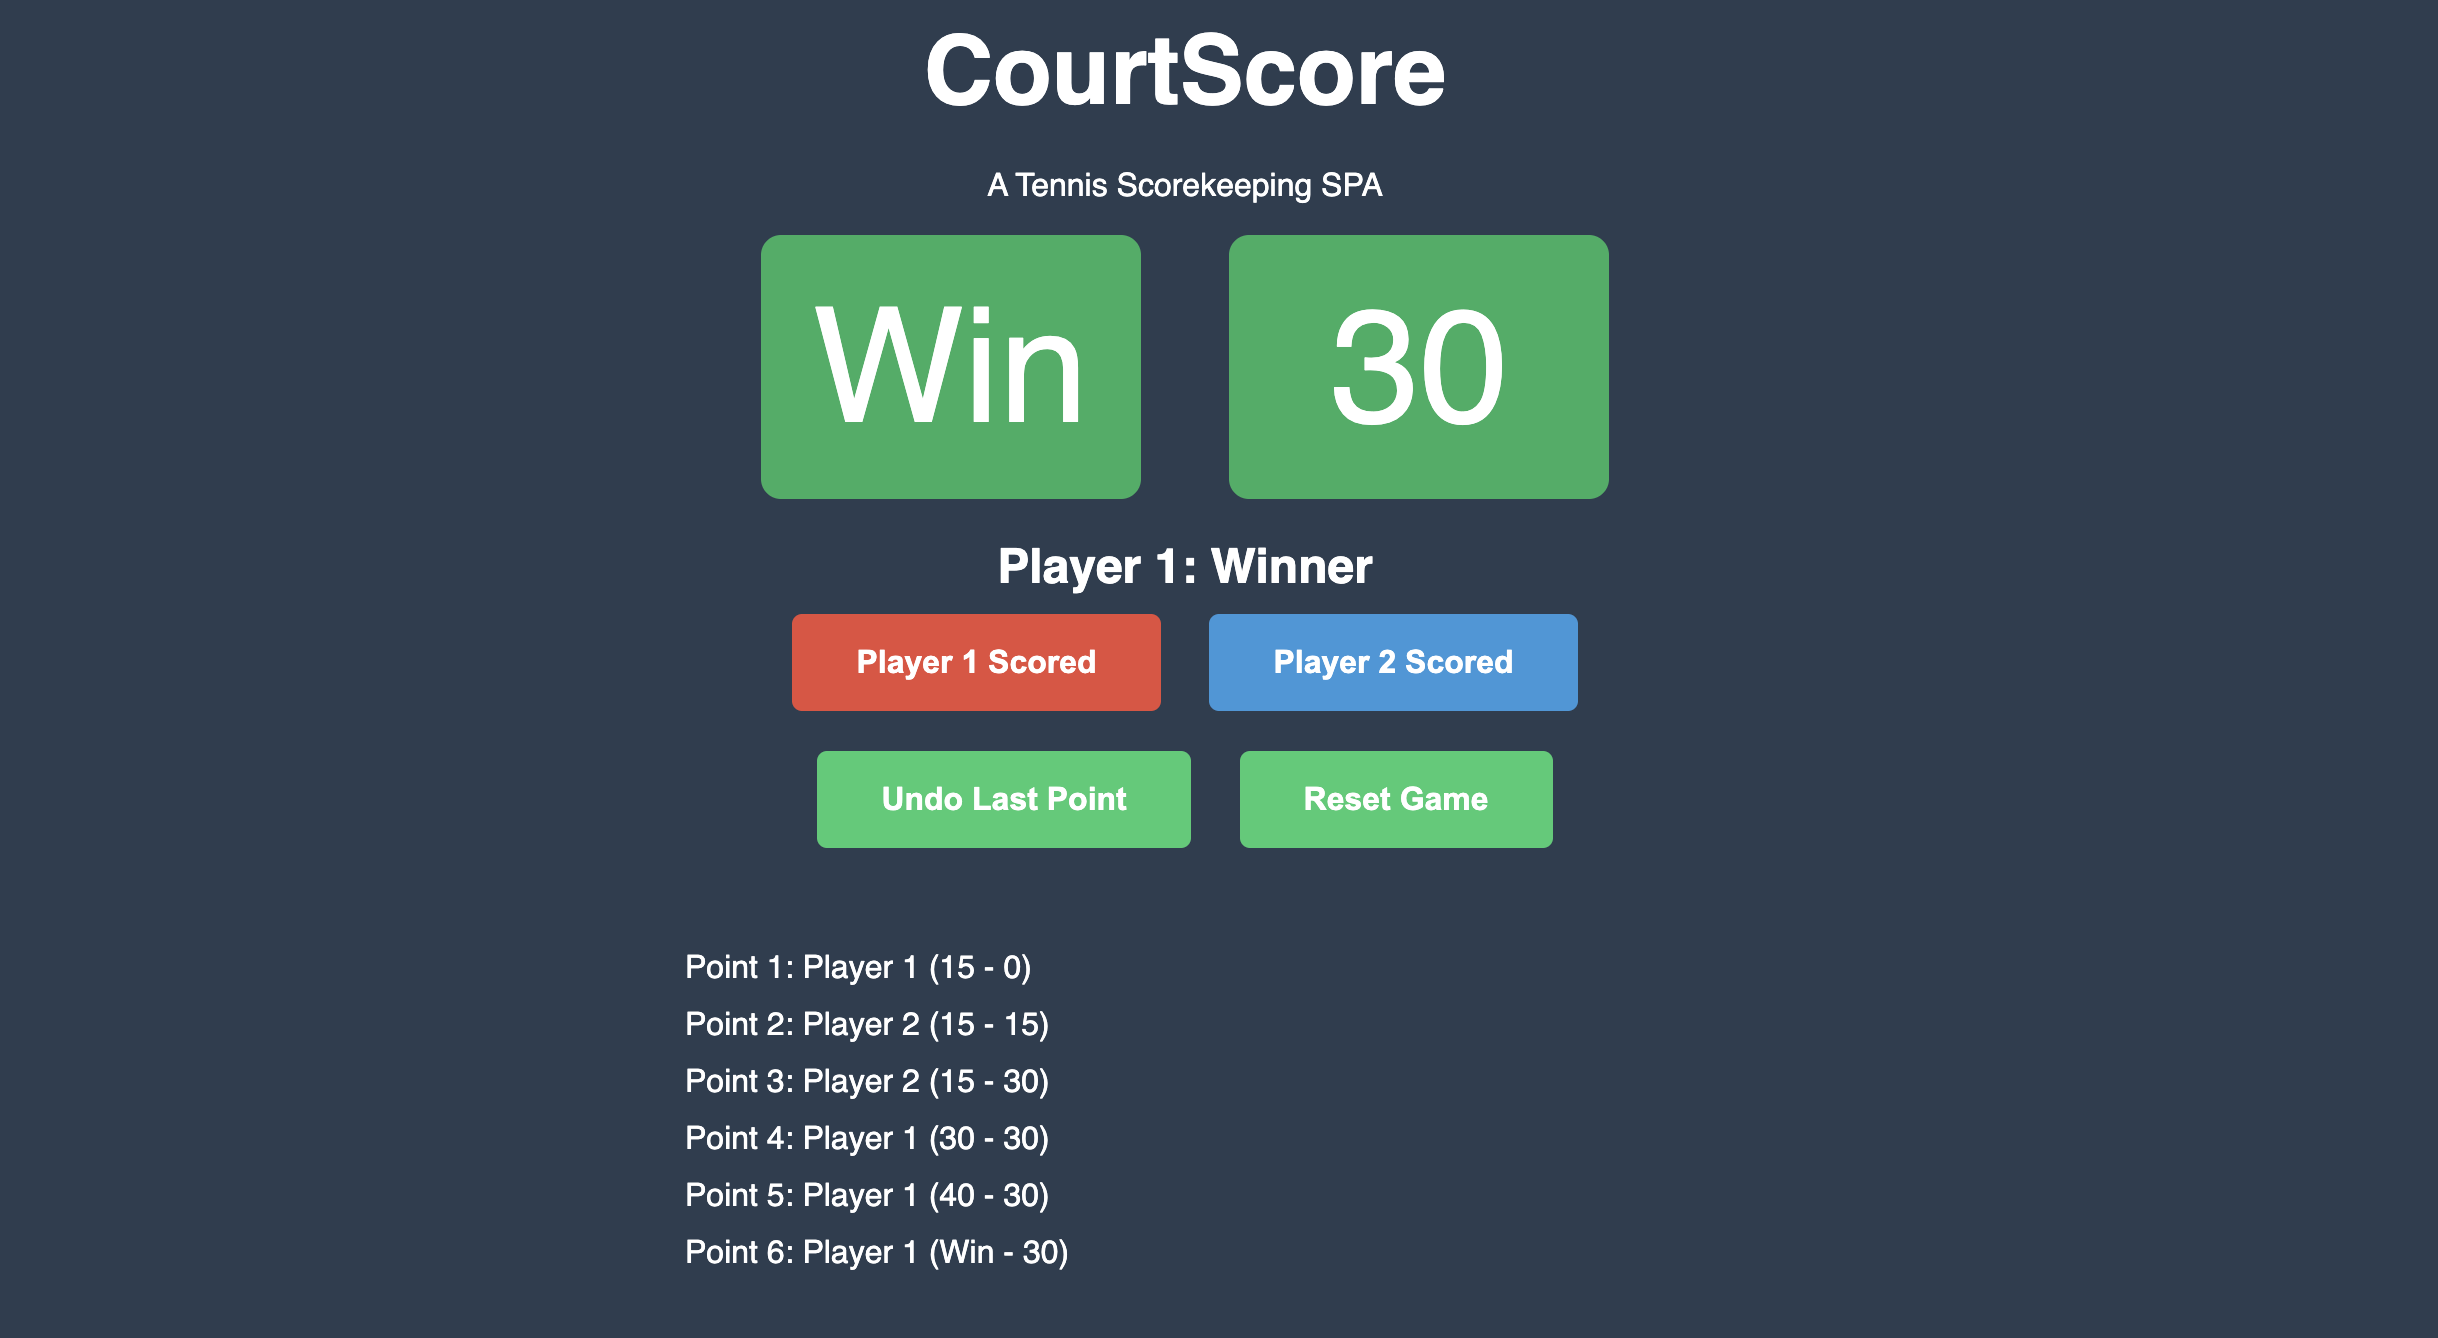 CourtScore
A Tennis Scorekeeping SPA
Win 30
Player 1: Winner
Player 1 Scored Player 2 Scored
Undo Last Point Reset Game
Point 1: Player 1 (15 - 0)
Point 2: Player 2 (15 - 15)
Point 3: Player 2 (15 - 30)
Point 4: Player 1 (30 - 30)
Point 5: Player 1 (40 - 30)
Point 6: Player 1 (Win - 30)